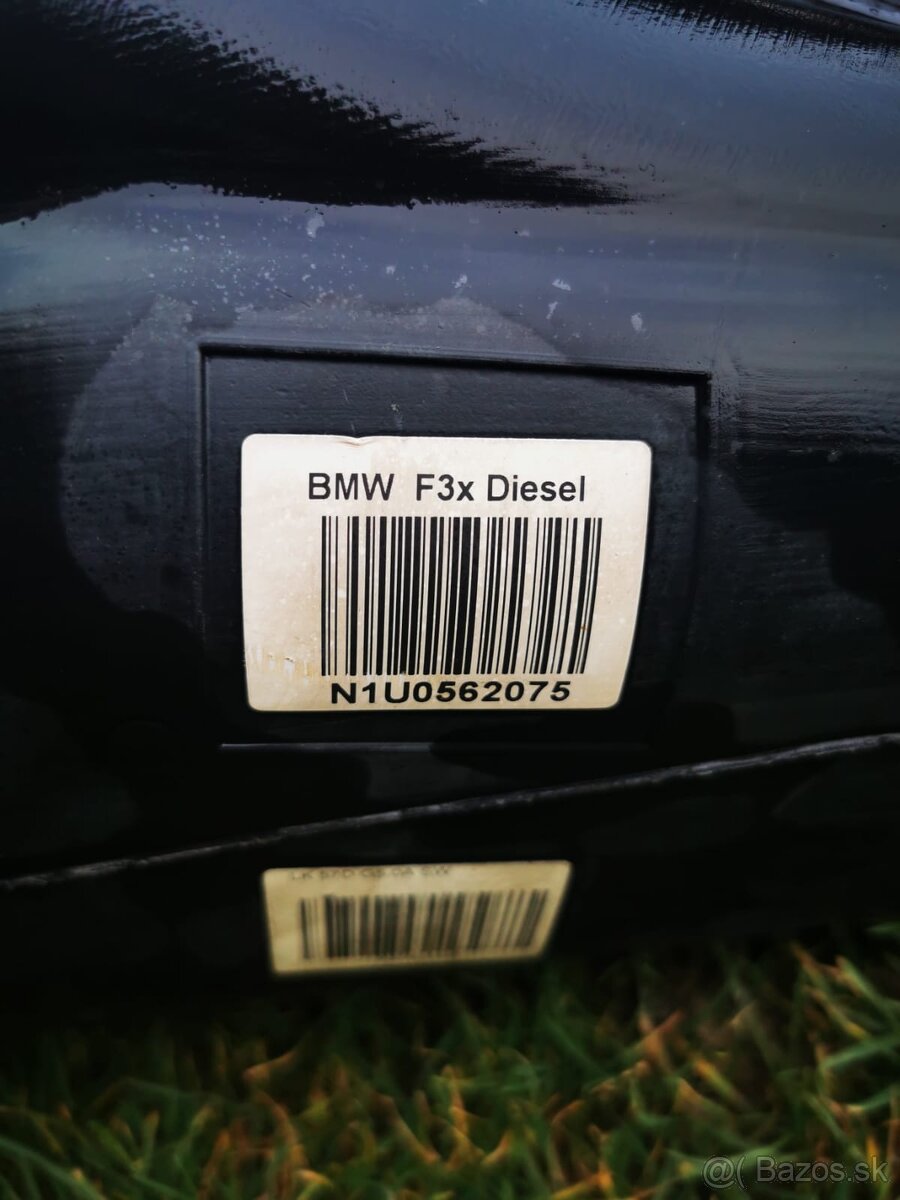 BMW F3x Diesel
N1U0562075
@( Bazos.sk